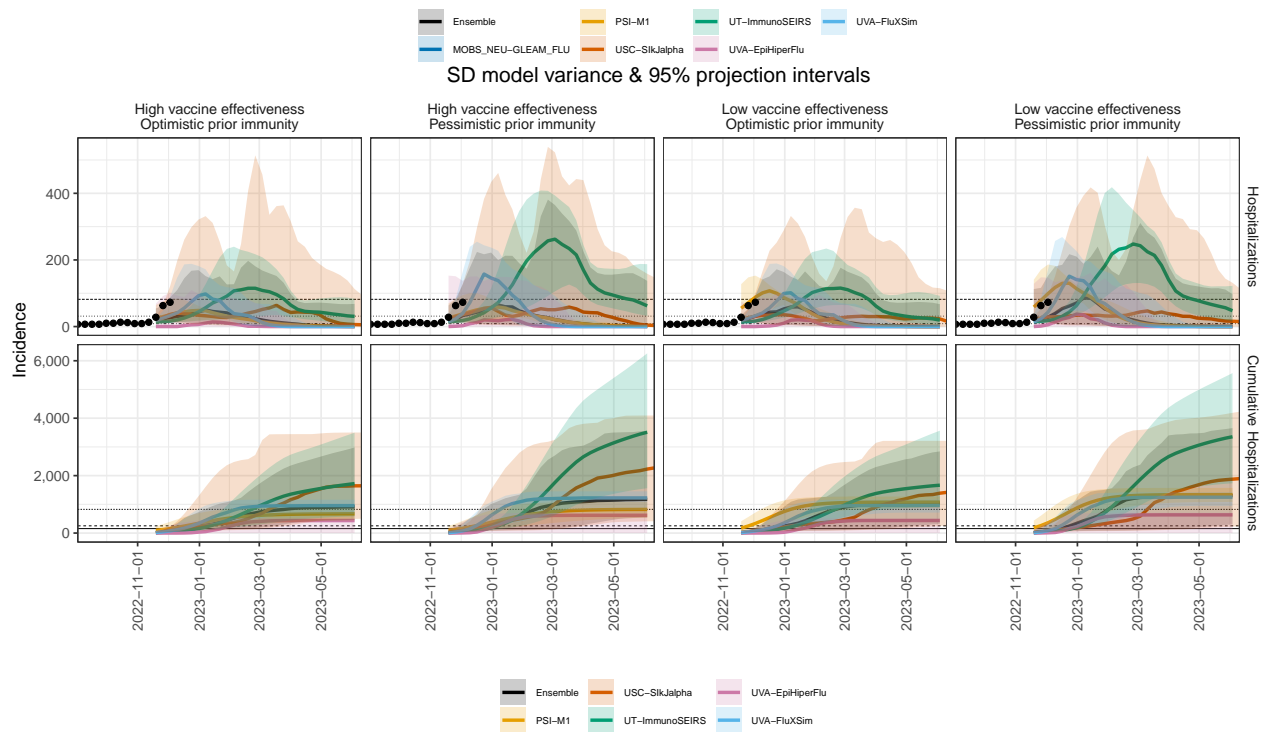 Ensemble PSI−M1 UT−ImmunoSEIRS UVA−FluXSim
MOBS_NEU−GLEAM_FLU USC−SIkJalpha UVA−EpiHiperFlu
SD model variance & 95% projection intervals
High vaccine effectiveness
Optimistic prior immunity
High vaccine effectiveness
Pessimistic prior immunity
Low vaccine effectiveness
Optimistic prior immunity
Low vaccine effectiveness
Pessimistic prior immunity
Incidence
400
200
0
Hospitalizations
6,000
4,000
2,000
0
Cumulative Hospitalizations
2022−11−01
2023−01−01
2023−03−01
2023−05−01
2022−11−01
2023−01−01
2023−03−01
2023−05−01
2022−11−01
2023−01−01
2023−03−01
2023−05−01
2022−11−01
2023−01−01
2023−03−01
2023−05−01
Ensemble USC−SIkJalpha UVA−EpiHiperFlu
PSI−M1 UT−ImmunoSEIRS UVA−FluXSim